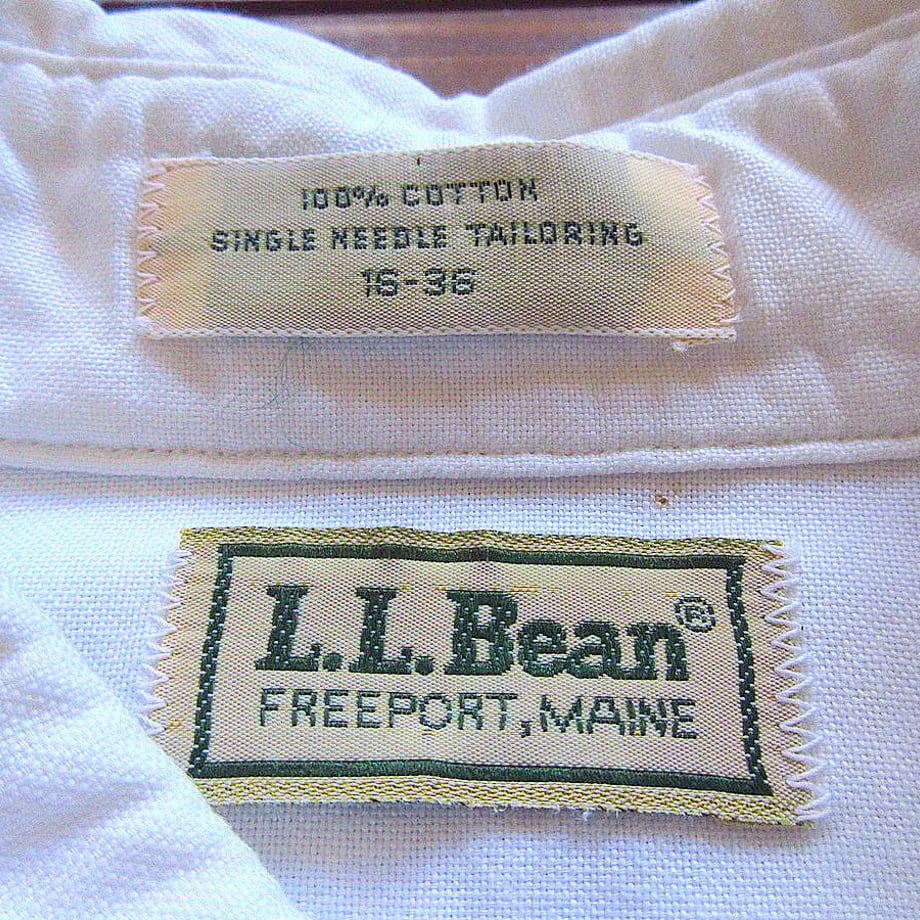 100% COTTON
SINGLE NEEDLE TAILORING
16-36
L.L.Bean®
FREEPORT, MAINE